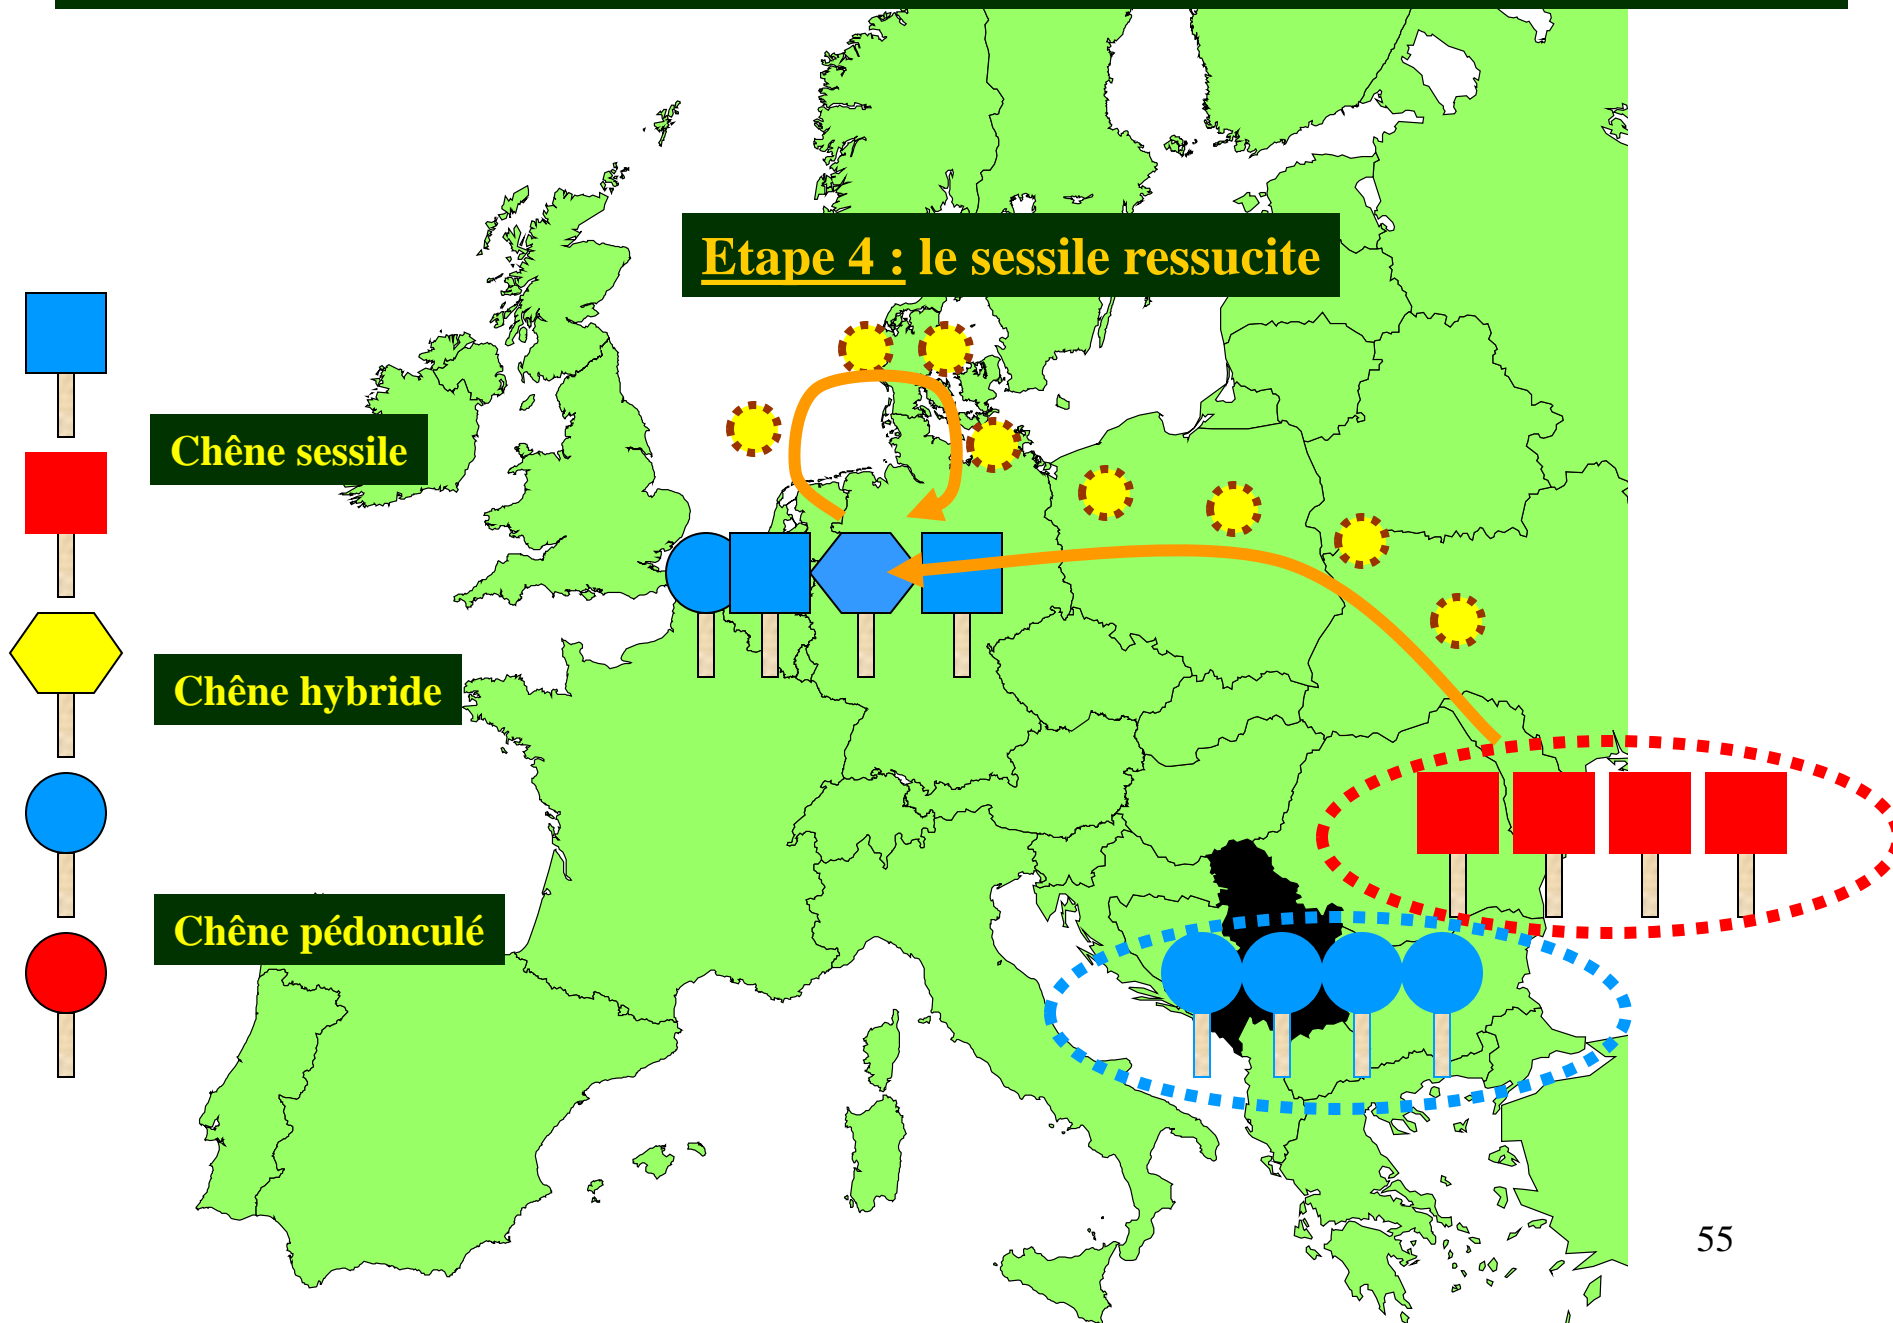 Etape 4 : le sessile ressucite
Chêne sessile
Chêne hybride
Chêne pédonculé
55